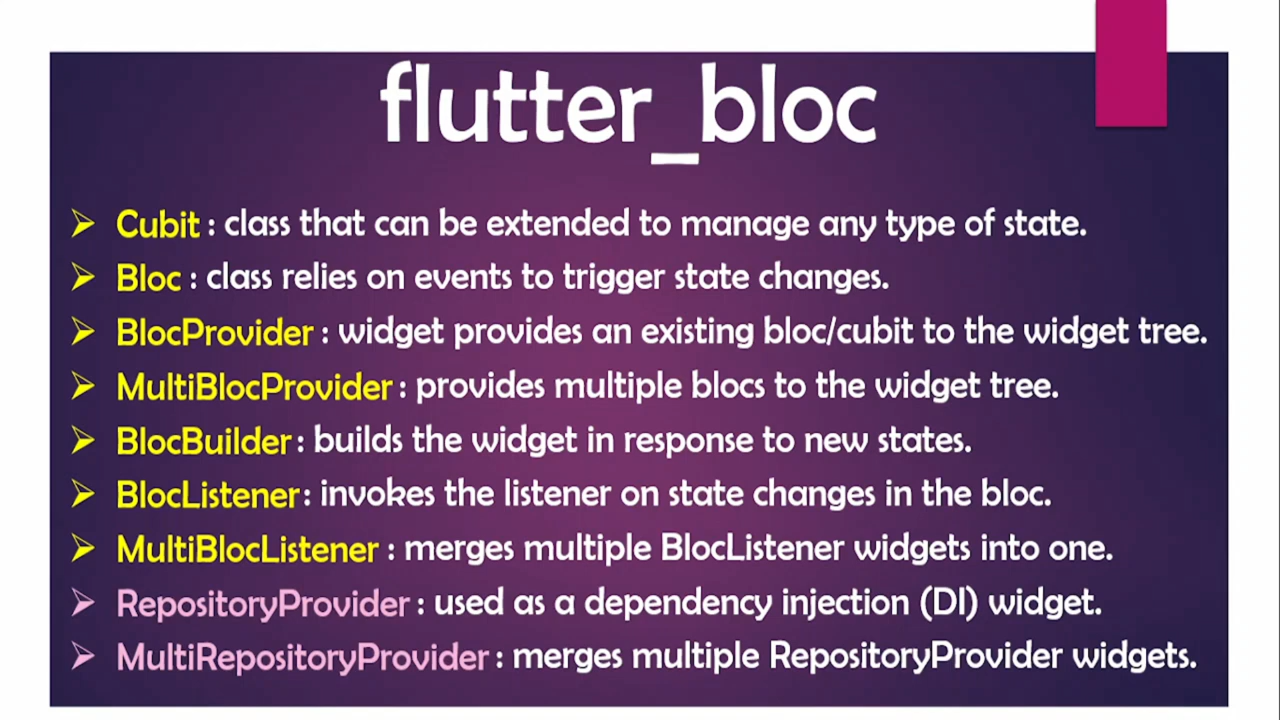 flutter_bloc
➢ Cubit : class that can be extended to manage any type of state.
➢ Bloc : class relies on events to trigger state changes.
➢ BlocProvider : widget provides an existing bloc/cubit to the widget tree.
➢ MultiBlocProvider : provides multiple blocs to the widget tree.
➢ BlocBuilder : builds the widget in response to new states.
➢ BlocListener : invokes the listener on state changes in the bloc.
➢ MultiBlocListener : merges multiple BlocListener widgets into one.
➢ RepositoryProvider : used as a dependency injection (DI) widget.
➢ MultiRepositoryProvider : merges multiple RepositoryProvider widgets.